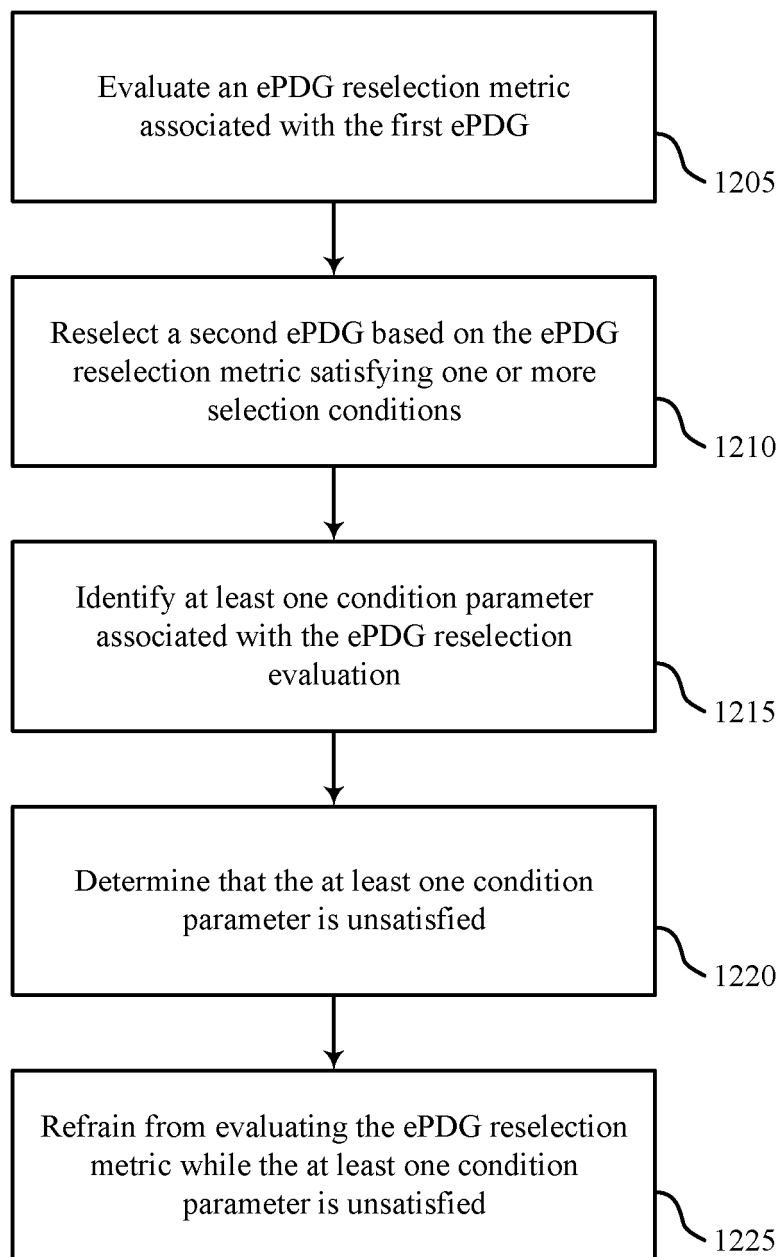 Evaluate an ePDG reselection metric
associated with the first ePDG
1205
Reselect a second ePDG based on the ePDG
reselection metric satisfying one or more
selection conditions
1210
Identify at least one condition parameter
associated with the ePDG reselection
evaluation
1215
Determine that the at least one condition
parameter is unsatisfied
1220
Refrain from evaluating the ePDG reselection
metric while the at least one condition
parameter is unsatisfied
1225